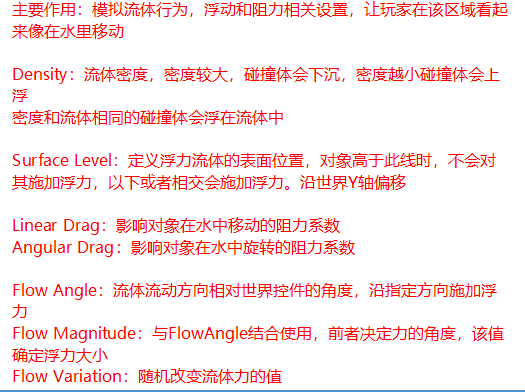 主要作用：模拟流体行为，浮动和阻力相关设置，让玩家在该区域看起
来像在水里移动
Density：流体密度，密度较大，碰撞体会下沉，密度越小碰撞体会上
浮
密度和流体相同的碰撞体会浮在流体中
Surface Level：定义浮力流体的表面位置，对象高于此线时，不会对
其施加浮力，以下或者相交会施加浮力。沿世界Y轴偏移
Linear Drag：影响对象在水中移动的阻力系数
Angular Drag：影响对象在水中旋转的阻力系数
Flow Angle：流体流动方向相对世界控件的角度，沿指定方向施加浮
力
Flow Magnitude：与FlowAngle结合使用，前者决定力的角度，该值
确定浮力大小
Flow Variation：随机改变流体力的值